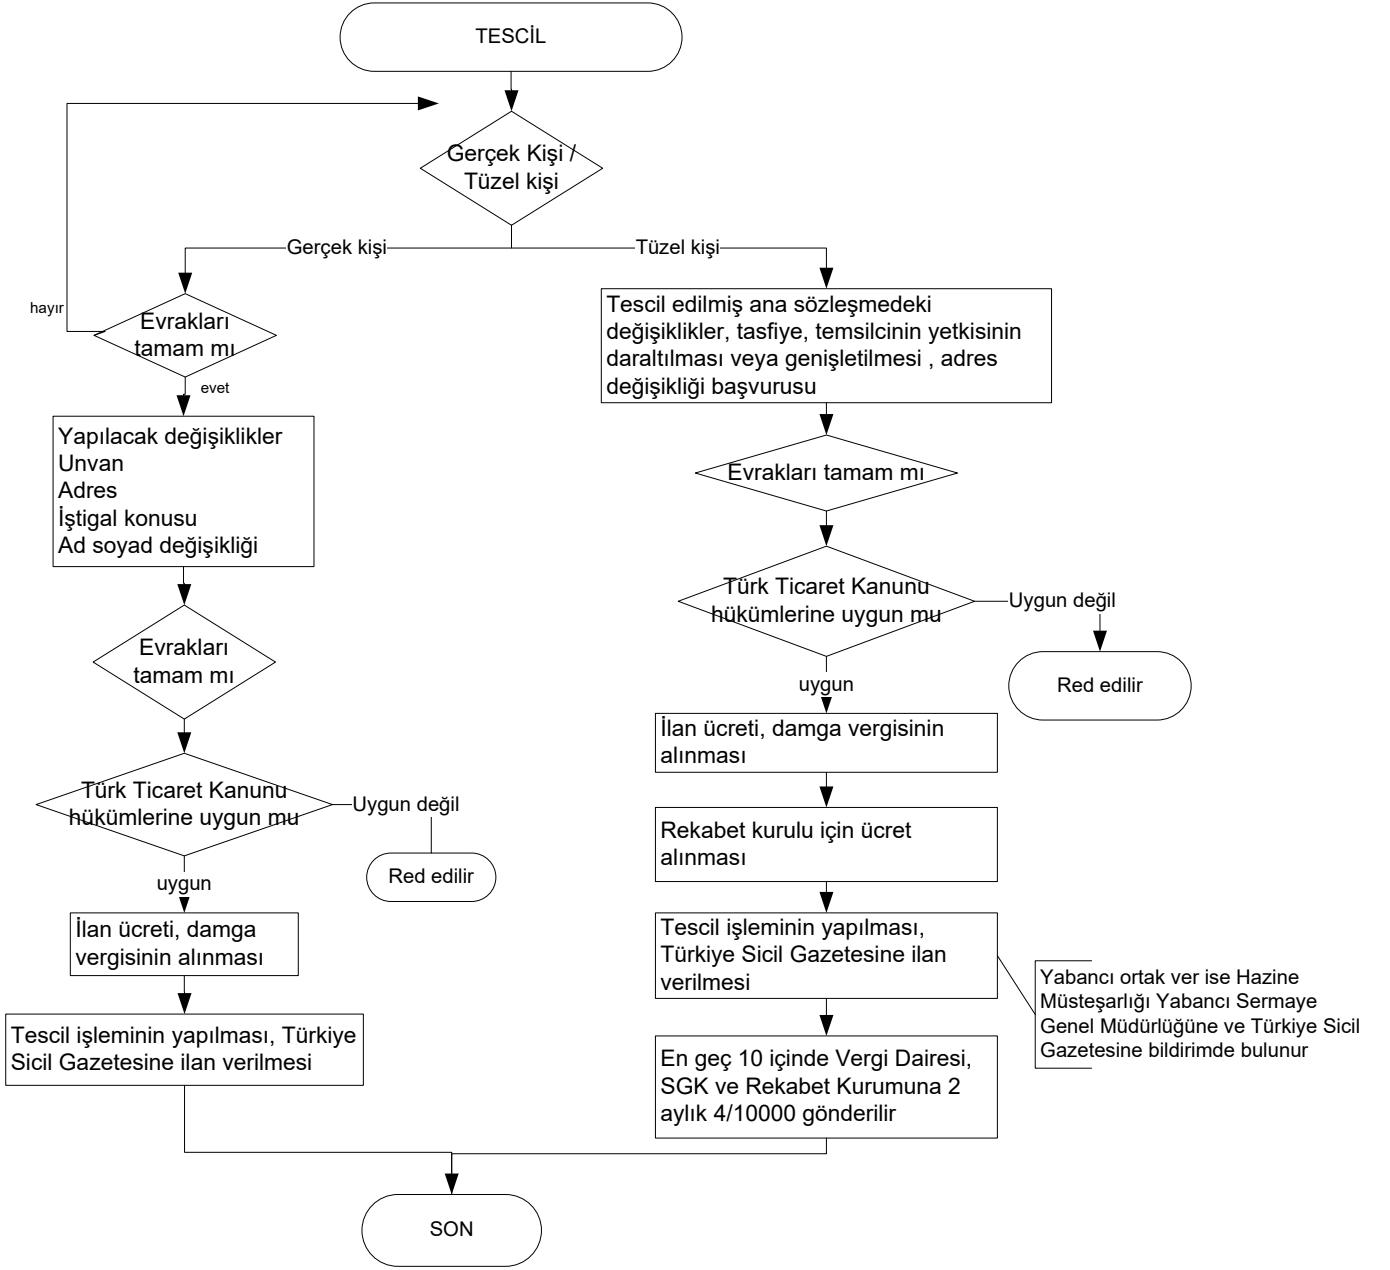 TESCİL
Gerçek Kişi /
Tüzel kişi
Gerçek kişi
Tüzel kişi
hayır
Evrakları
tamam mı
evet
Yapılacak değişiklikler
Unvan
Adres
İştigal konusu
Ad soyad değişikliği
Evrakları
tamam mı
Türk Ticaret Kanunu
hükümlerine uygun mu
Uygun değil
Red edilir
uygun
İlan ücreti, damga
vergisinin alınması
Tescil işleminin yapılması, Türkiye
Sicil Gazetesine ilan verilmesi
Tescil edilmiş ana sözleşmedeki
değişiklikler, tasfiye, temsilcinin yetkisinin
daraltılması veya genişletilmesi , adres
değişikliği başvurusu
Evrakları tamam mı
Türk Ticaret Kanunu
hükümlerine uygun mu
Uygun değil
Red edilir
uygun
İlan ücreti, damga vergisinin
alınması
Rekabet kurulu için ücret
alınması
Tescil işleminin yapılması,
Türkiye Sicil Gazetesine ilan
verilmesi
Yabancı ortak ver ise Hazine
Müsteşarlığı Yabancı Sermaye
Genel Müdürlüğüne ve Türkiye Sicil
Gazetesine bildirimde bulunur
En geç 10 içinde Vergi Dairesi,
SGK ve Rekabet Kurumuna 2
aylık 4/10000 gönderilir
SON